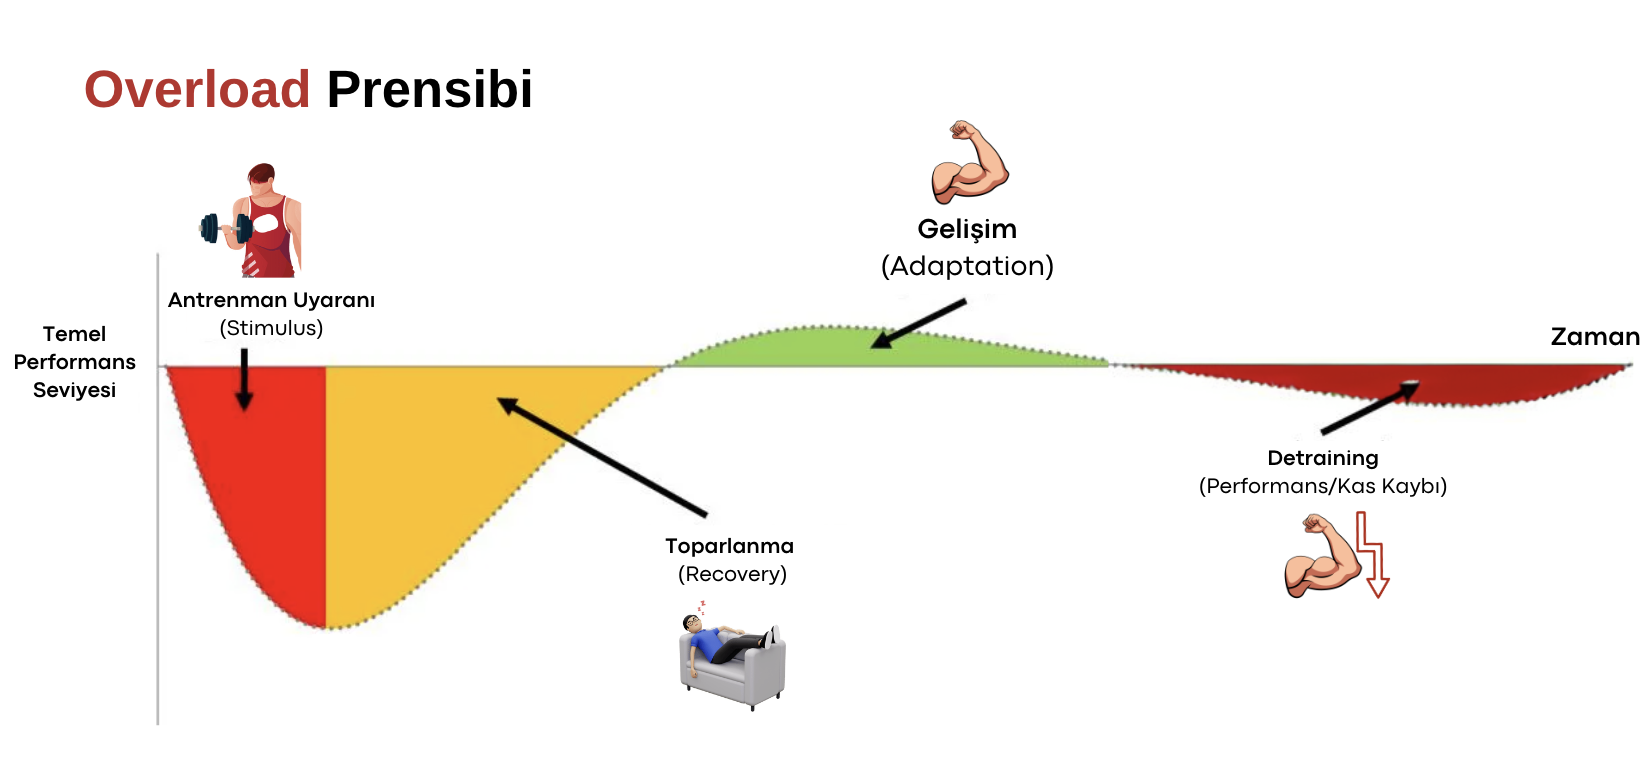 Overload Prensibi
Antrenman Uyaranı
(Stimulus)
Temel
Performans
Seviyesi
Gelişim
(Adaptation)
Zaman
Toparlanma
(Recovery)
Detraining
(Performans/Kas Kaybı)
z
z
z